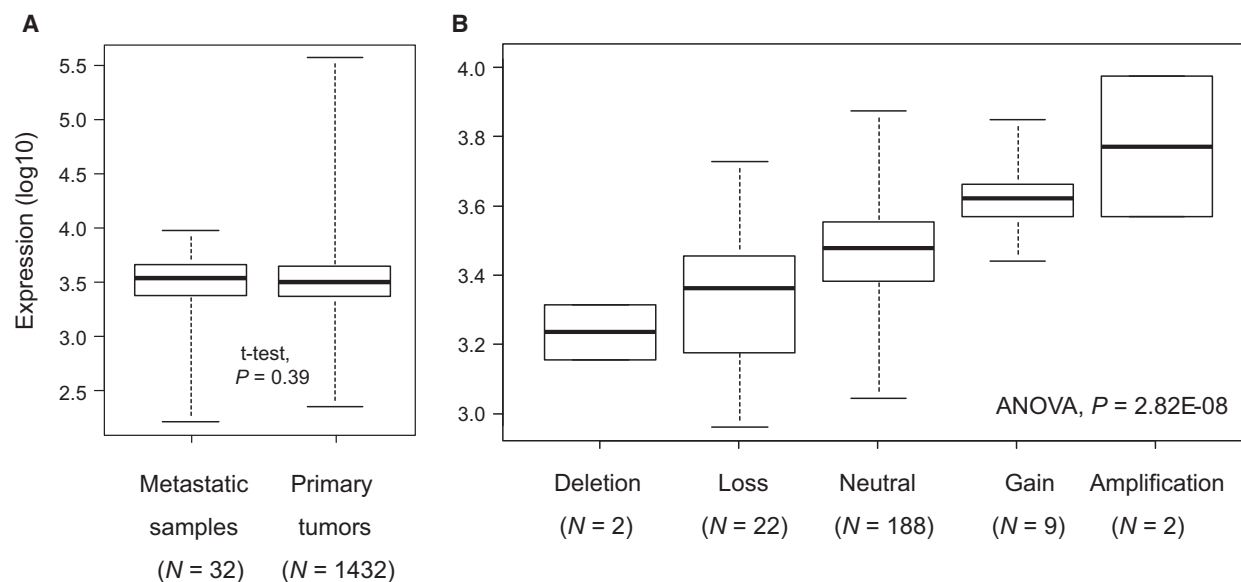 A
Expression (log10)
5.5
5.0
4.5
4.0
3.5
3.0
2.5
t-test,
P = 0.39
Metastatic
samples
(N = 32)
Primary
tumors
(N = 1432)
B
4.0
3.8
3.6
3.4
3.2
3.0
ANOVA, P = 2.82E-08
Deletion
(N = 2)
Loss
(N = 22)
Neutral
(N = 188)
Gain
(N = 9)
Amplification
(N = 2)